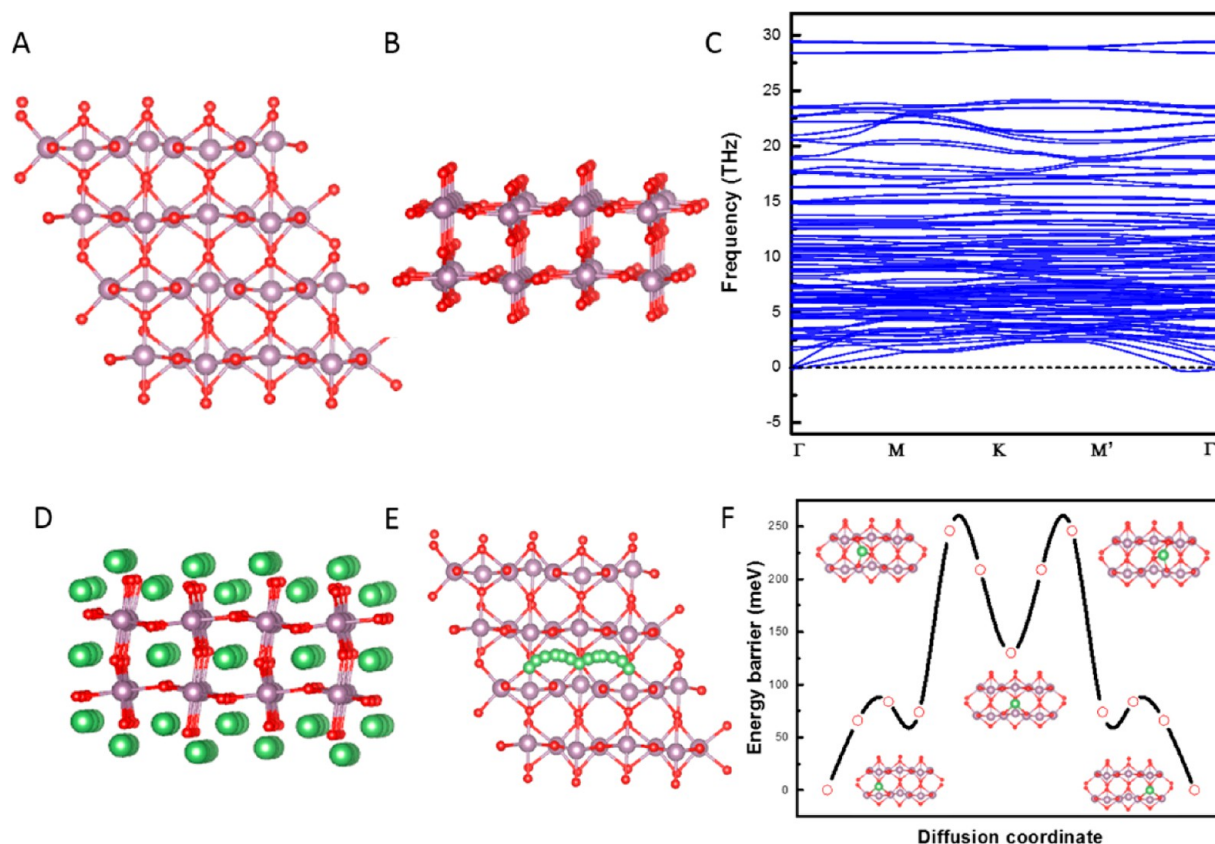 A
B
C
Frequency (THz)
30
25
20
15
10
5
0
-5
Γ M K M' Γ
D
E
F
Energy barrier (meV)
250
200
150
100
50
0
Diffusion coordinate